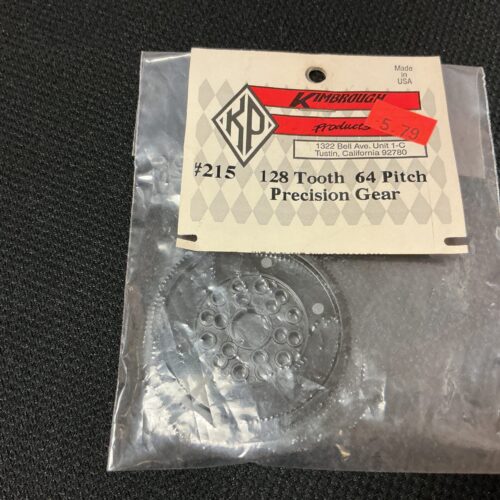 Made
in
USA
KP
KIMBROUGH
Products
5.79
1322 Bell Ave. Unit 1-C
Tustin, California 92780
#215 128 Tooth 64 Pitch
Precision Gear